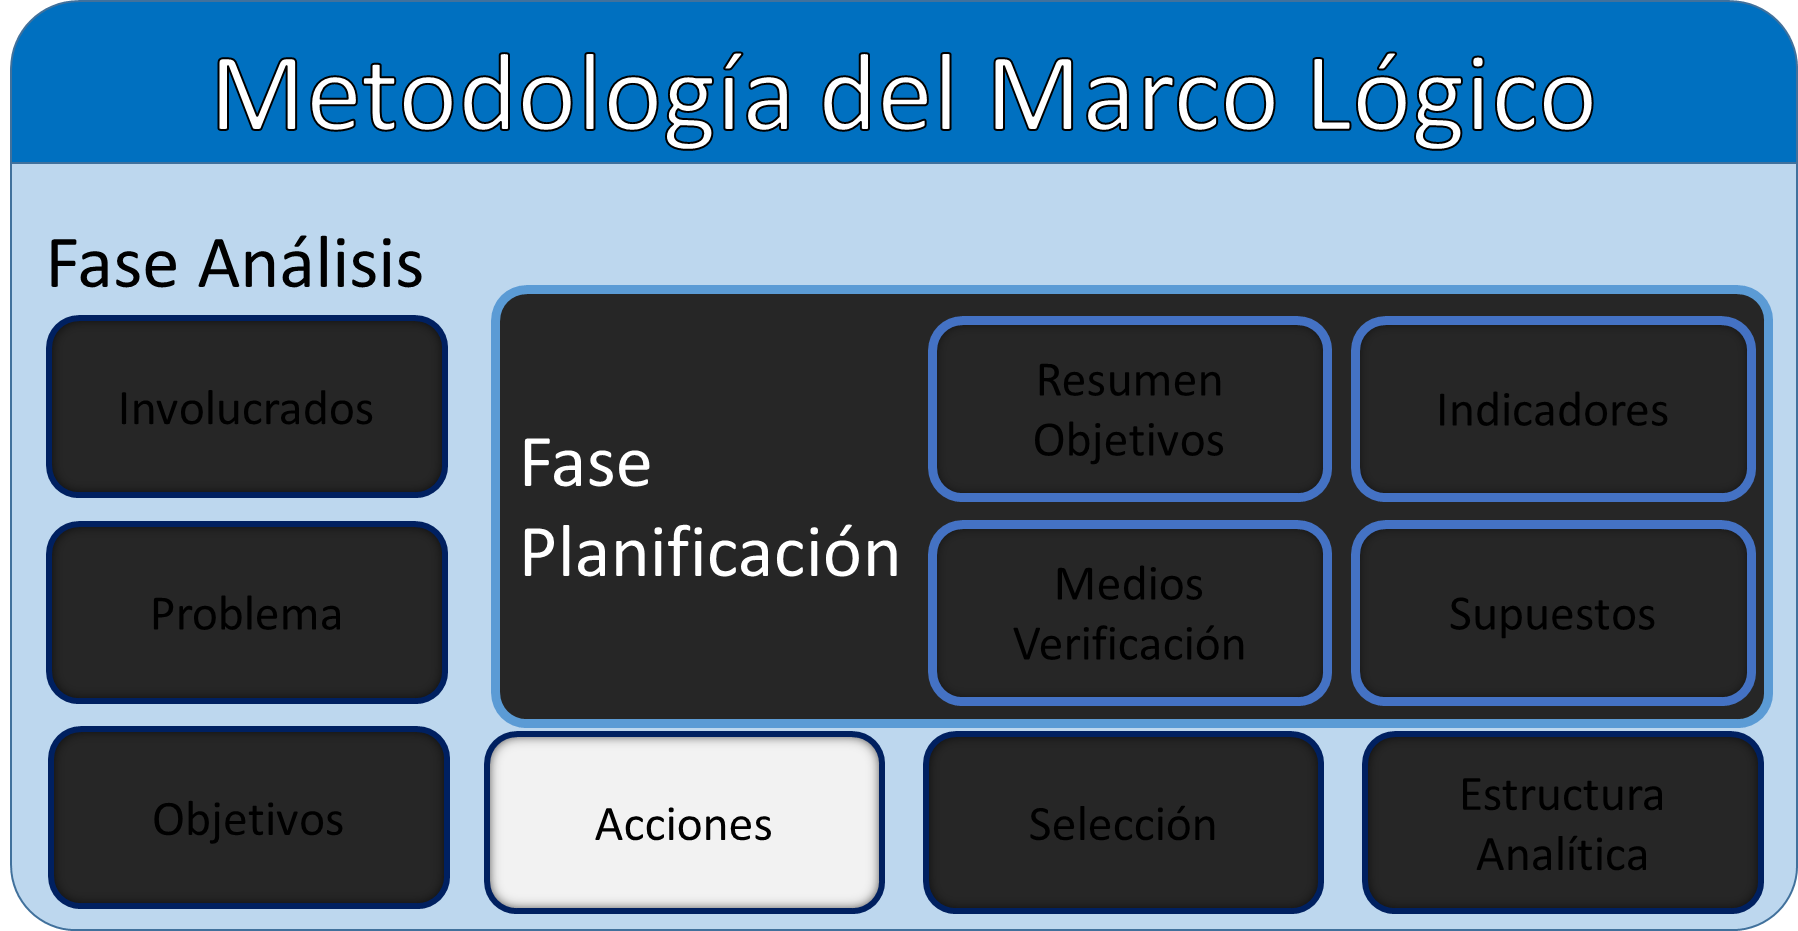 Metodología del Marco Lógico
Fase Análisis
Involucrados
Problema
Objetivos
Fase
Planificación
Resumen
Objetivos
Indicadores
Medios
Verificación
Supuestos
Acciones
Selección
Estructura
Analítica